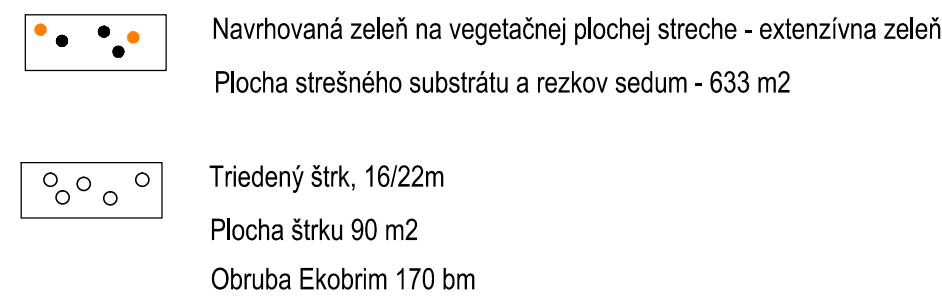 Navrhovaná zeleň na vegetačnej plochej streche - extenzívna zeleň
Plocha strešného substrátu a rezkov sedum - 633 m2
Triedený štrk, 16/22m
Plocha štrku 90 m2
Obruba Ekobrim 170 bm